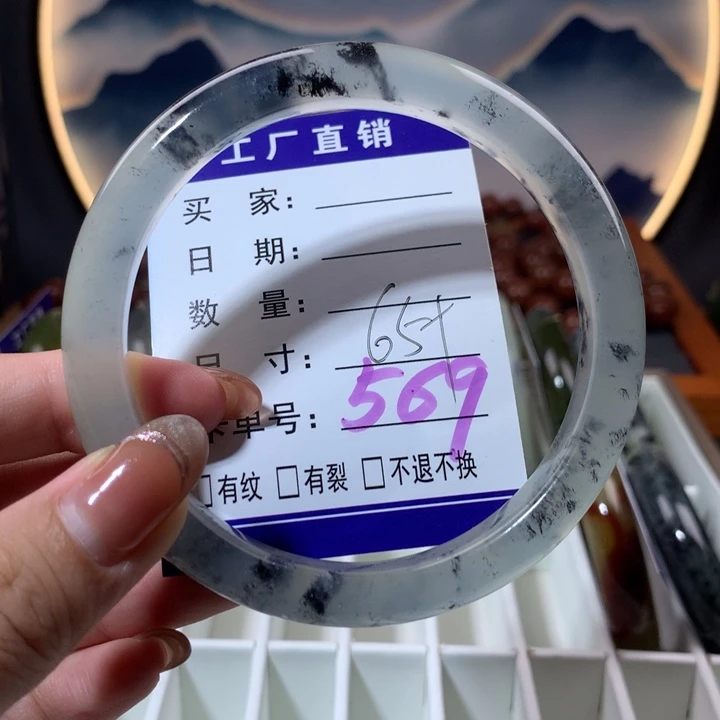 工厂直销
买 家:
日 期:
数 量:
尺 寸: 65+
单号: 569
□有纹 □有裂 □不退不换